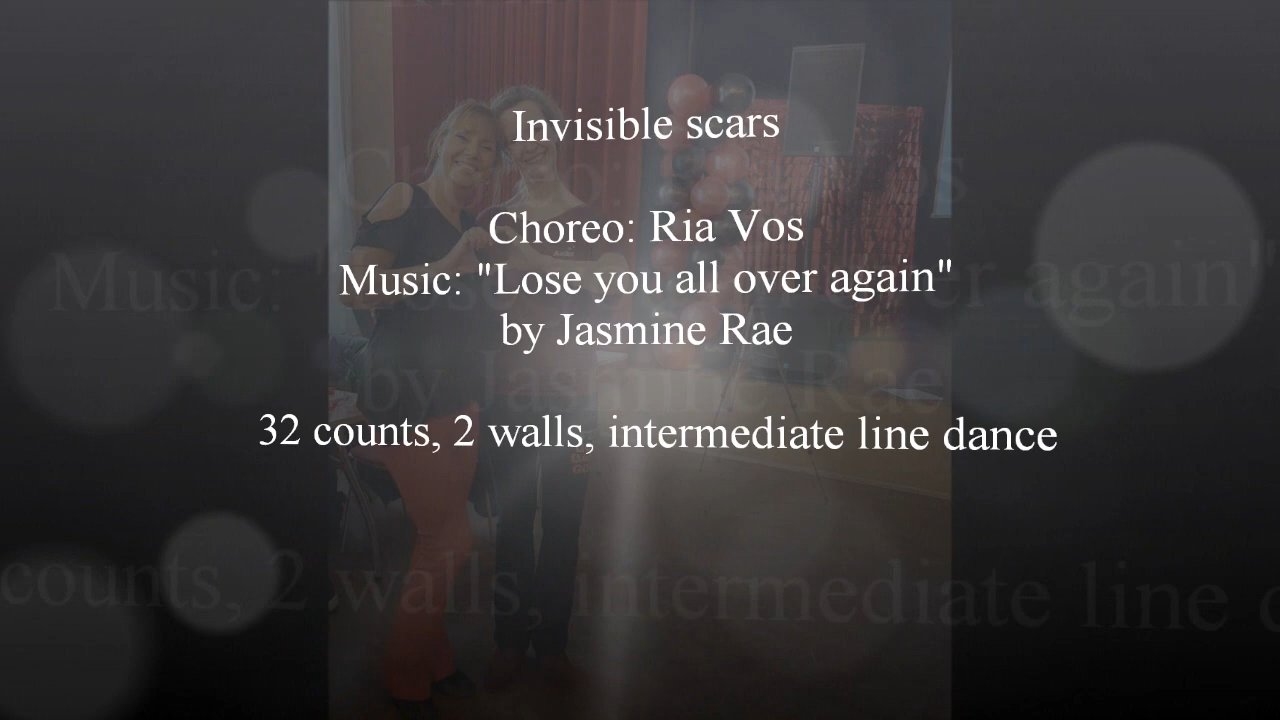 Invisible scars
Choreo: Ria Vos
Music: "Lose you all over again"
by Jasmine Rae
32 counts, 2 walls, intermediate line dance